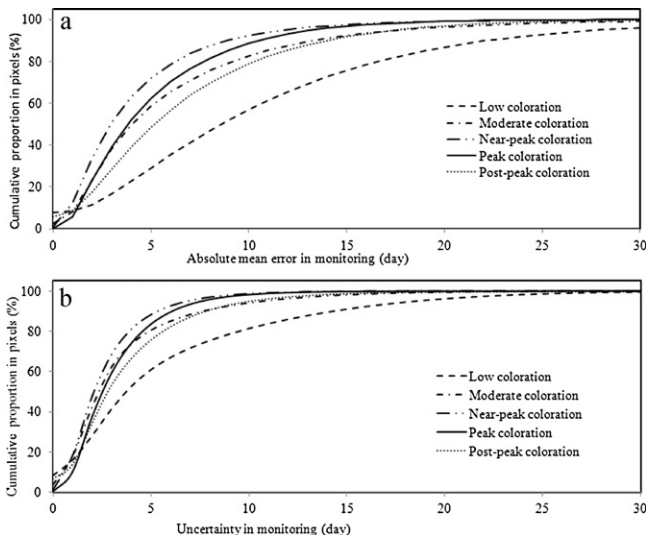 a
Cumulative proportion in pixels (%)
100
80
60
40
20
0
Low coloration
Moderate coloration
Near-peak coloration
Peak coloration
Post-peak coloration
0 5 10 15 20 25 30
Absolute mean error in monitoring (day)
b
Cumulative proportion in pixels (%)
100
80
60
40
20
0
Low coloration
Moderate coloration
Near-peak coloration
Peak coloration
Post-peak coloration
0 5 10 15 20 25 30
Uncertainty in monitoring (day)